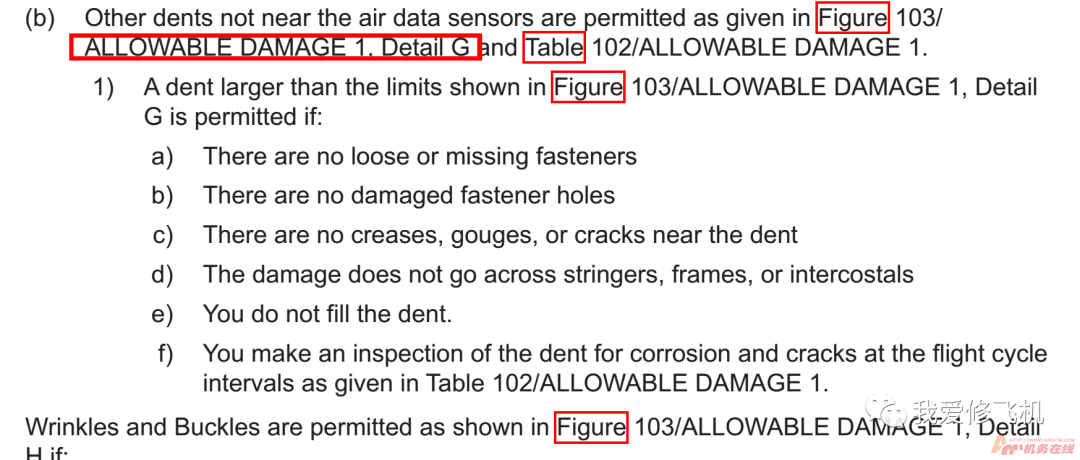 (b) Other dents not near the air data sensors are permitted as given in Figure 103/
ALLOWABLE DAMAGE 1, Detail G and Table 102/ALLOWABLE DAMAGE 1.
1) A dent larger than the limits shown in Figure 103/ALLOWABLE DAMAGE 1, Detail
G is permitted if:
a) There are no loose or missing fasteners
b) There are no damaged fastener holes
c) There are no creases, gouges, or cracks near the dent
d) The damage does not go across stringers, frames, or intercostals
e) You do not fill the dent.
f) You make an inspection of the dent for corrosion and cracks at the flight cycle
intervals as given in Table 102/ALLOWABLE DAMAGE 1.
我爱修飞机
Wrinkles and Buckles are permitted as shown in Figure 103/ALLOWABLE DAMAGE 1, Detail
H if:
机务在线